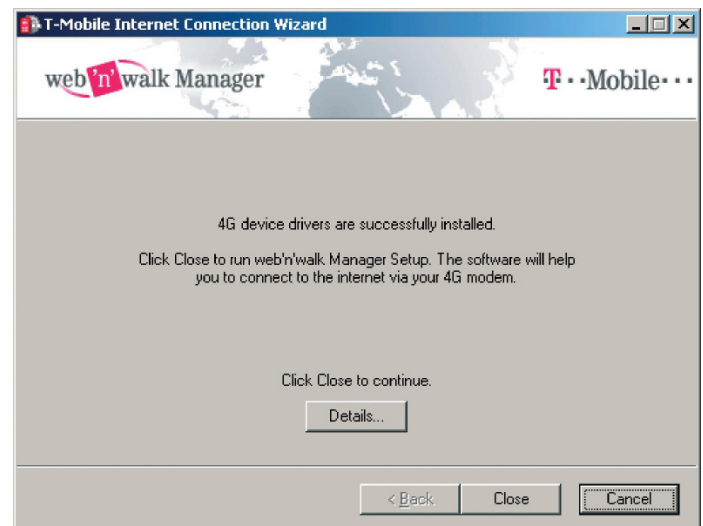 T-Mobile Internet Connection Wizard
web'n'walk Manager
T··Mobile···
4G device drivers are successfully installed.
Click Close to run web'n'walk Manager Setup. The software will help
you to connect to the internet via your 4G modem.
Click Close to continue.
Details...
< Back
Close
Cancel